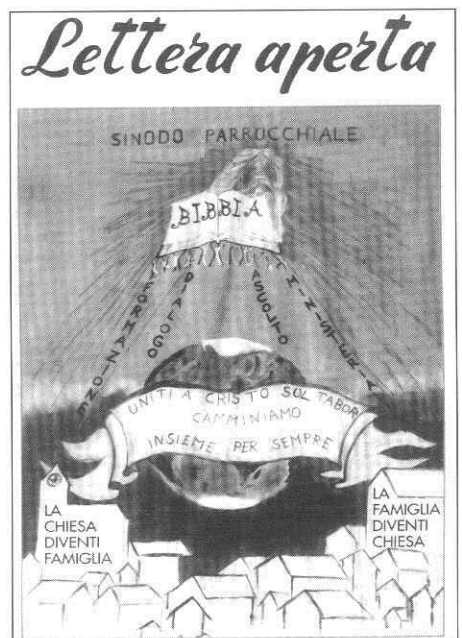 Lettera aperta
SINODO PARROCCHIALE
BIBBIA
FORMAZIONE
DIALOGO
ASCOLTO
MINISTERIA
UNITI A CRISTO SUL TABOR
CAMMINIAMO
INSIEME PER SEMPRE
LA
CHIESA
DIVENTI
FAMIGLIA
LA
FAMIGLIA
DIVENTI
CHIESA